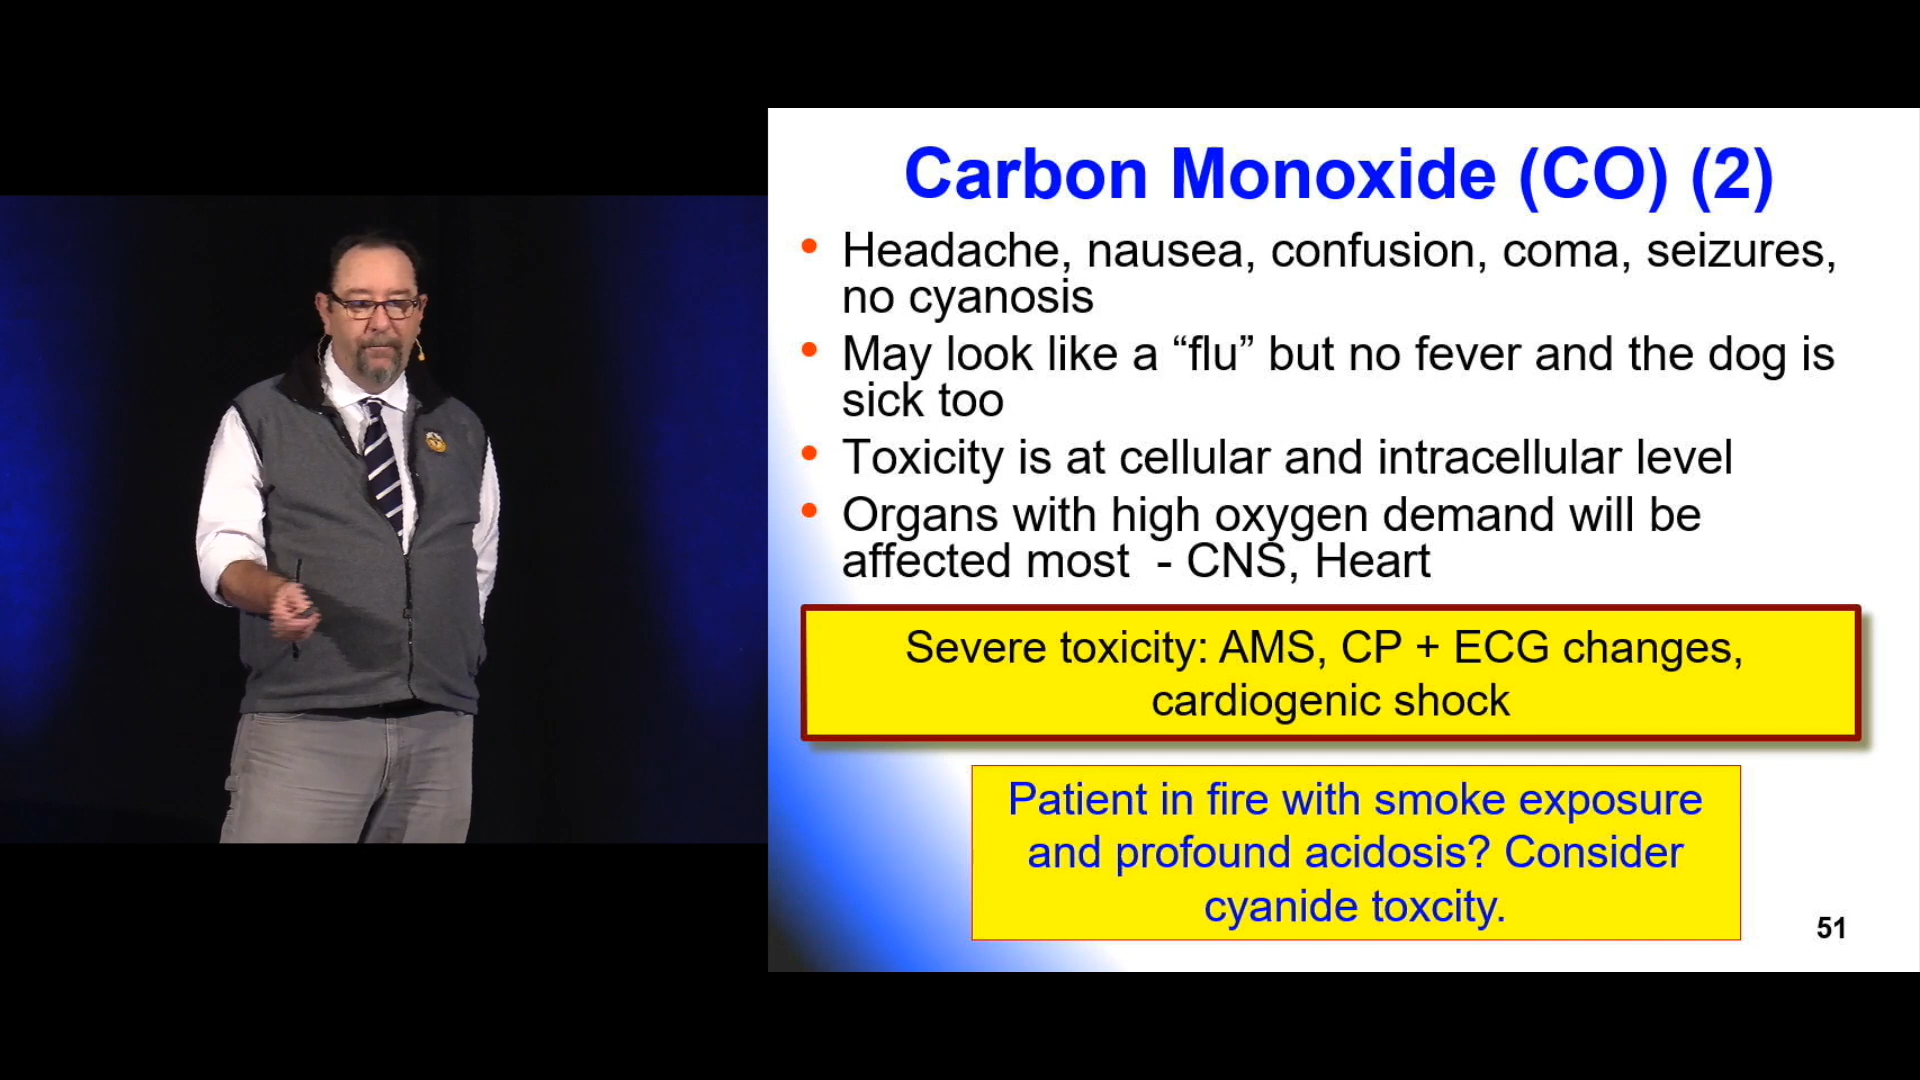 Carbon Monoxide (CO) (2)
• Headache, nausea, confusion, coma, seizures,
no cyanosis
• May look like a “flu” but no fever and the dog is
sick too
• Toxicity is at cellular and intracellular level
• Organs with high oxygen demand will be
affected most - CNS, Heart
Severe toxicity: AMS, CP + ECG changes,
cardiogenic shock
Patient in fire with smoke exposure
and profound acidosis? Consider
cyanide toxcity.
51